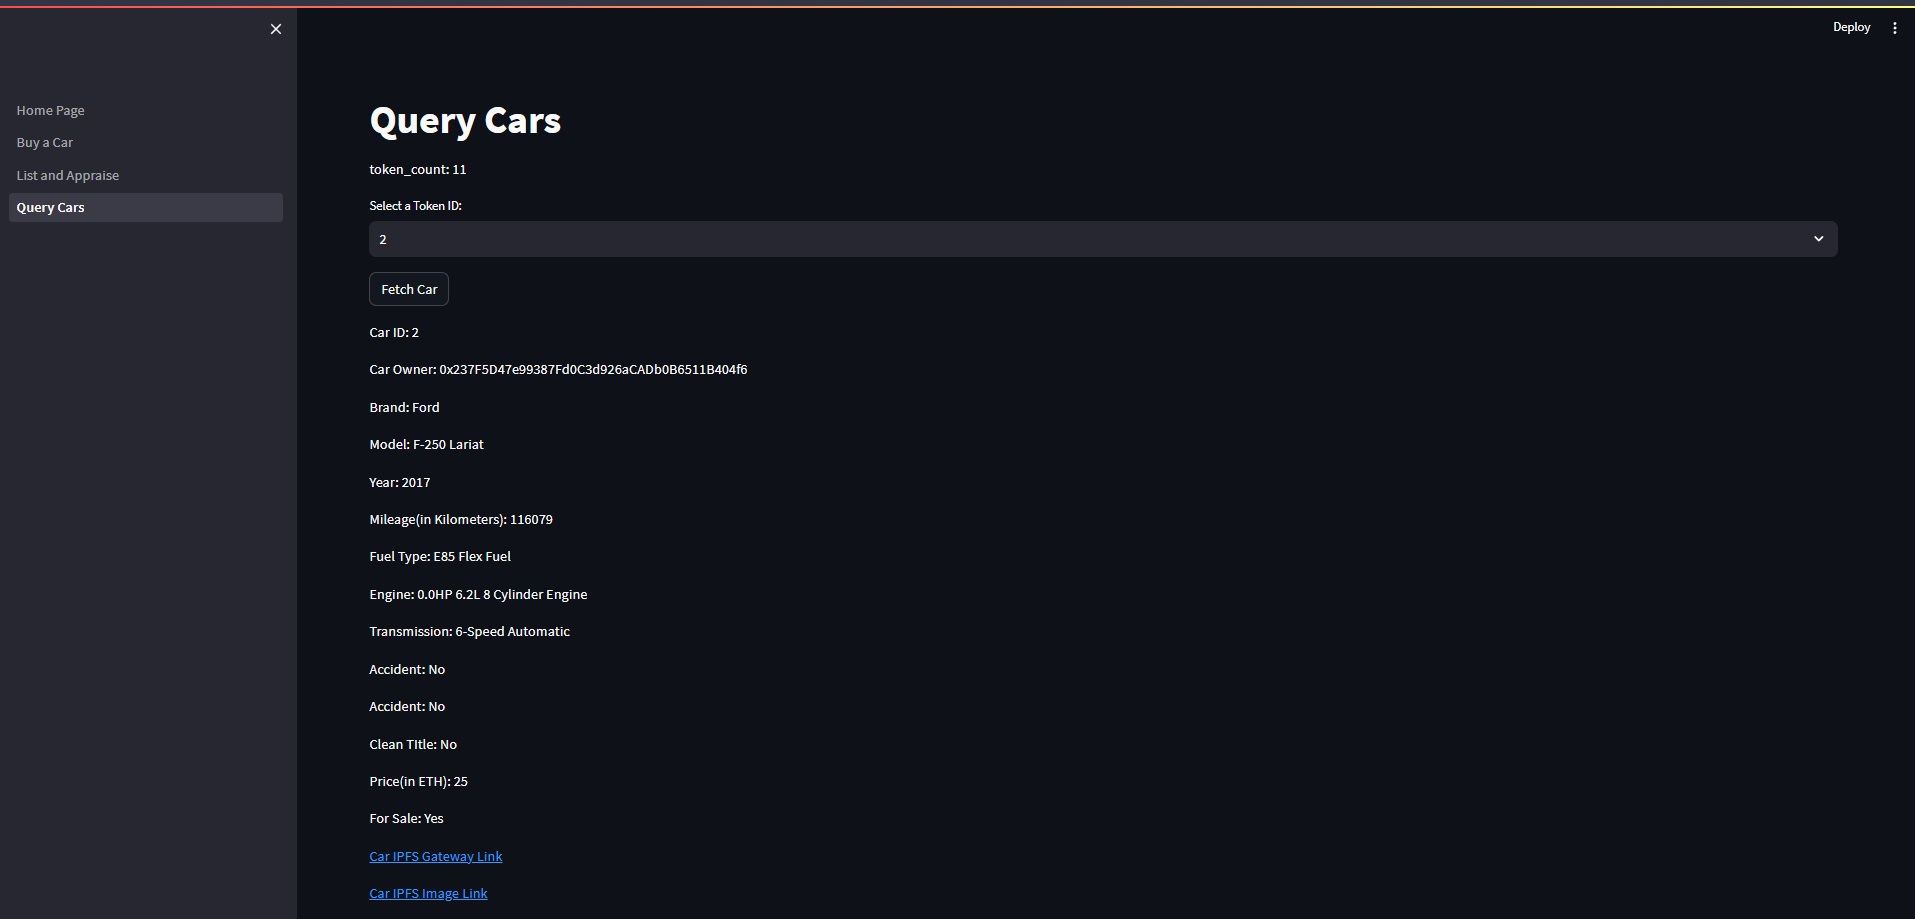 Deploy
Home Page
Buy a Car
List and Appraise
Query Cars
Query Cars
token_count: 11
Select a Token ID:
2
Fetch Car
Car ID: 2
Car Owner: 0x237F5D47e99387Fd0C3d926aCADb0B6511B404f6
Brand: Ford
Model: F-250 Lariat
Year: 2017
Mileage(in Kilometers): 116079
Fuel Type: E85 Flex Fuel
Engine: 0.0HP 6.2L 8 Cylinder Engine
Transmission: 6-Speed Automatic
Accident: No
Accident: No
Clean TItle: No
Price(in ETH): 25
For Sale: Yes
Car IPFS Gateway Link
Car IPFS Image Link